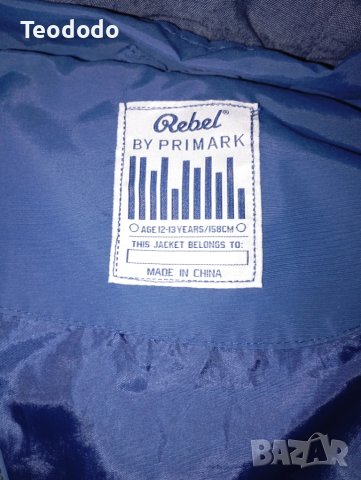 Teododo
Rebel®
BY PRIMARK
AGE 12-13 YEARS/158CM
THIS JACKET BELONGS TO:
MADE IN CHINA
BAZAR